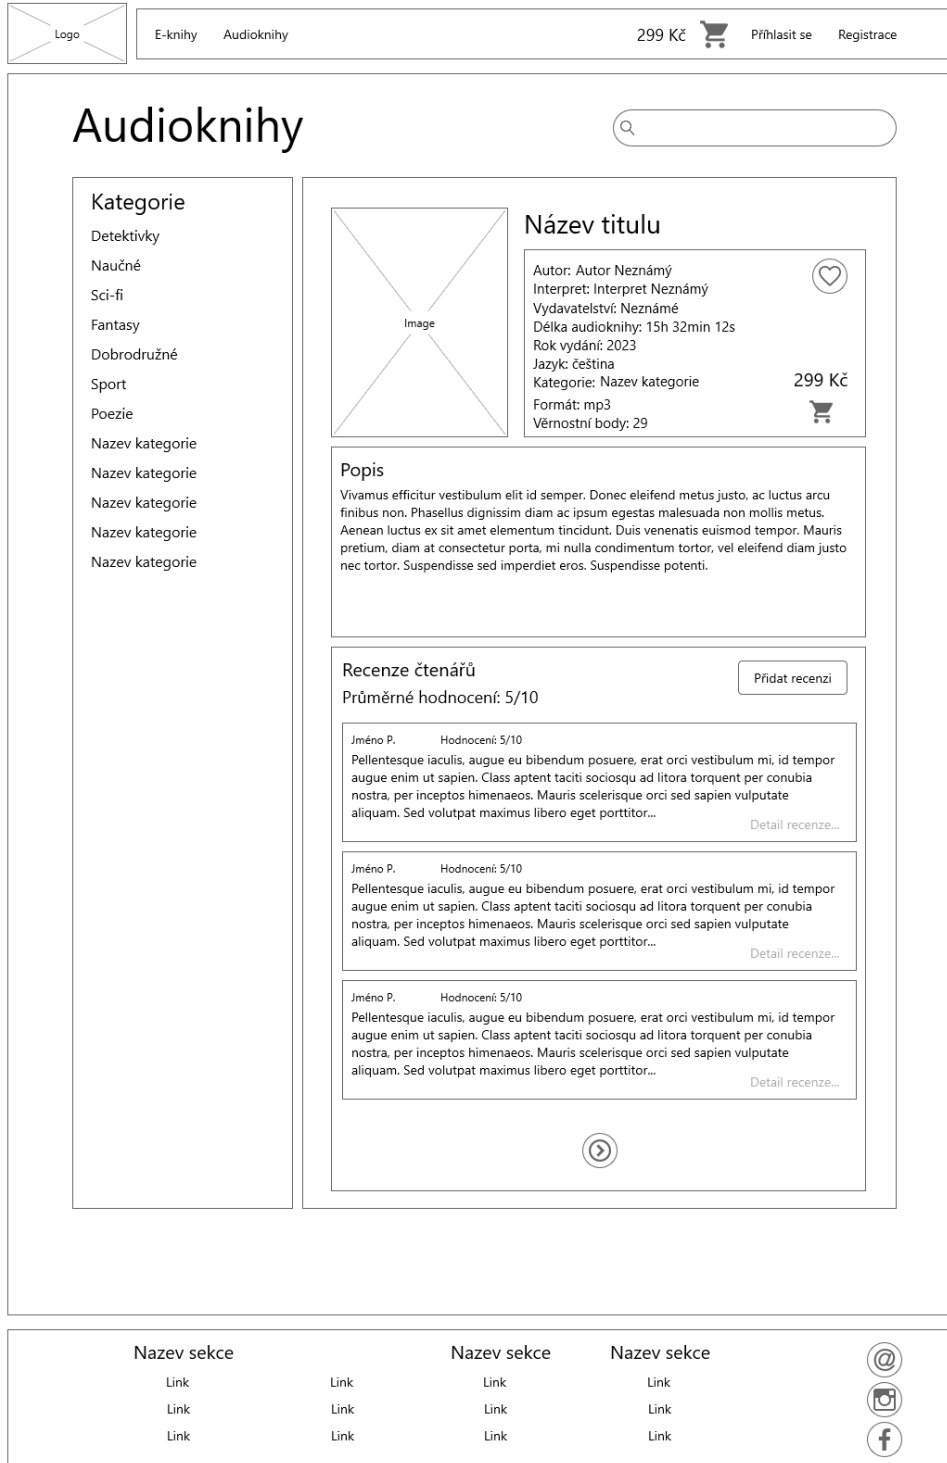 Logo
E-knihy Audioknihy 299 Kč Příhlasit se Registrace
Audioknihy
Kategorie
Detektivky
Naučné
Sci-fi
Fantasy
Dobrodružné
Sport
Poezie
Nazev kategorie
Nazev kategorie
Nazev kategorie
Nazev kategorie
Nazev kategorie
Image
Název titulu
Autor: Autor Neznámý
Interpret: Interpret Neznámý
Vydavatelství: Neznámé
Délka audioknihy: 15h 32min 12s
Rok vydání: 2023
Jazyk: čeština
Kategorie: Nazev kategorie
Formát: mp3
Věrnostní body: 29
299 Kč
Popis
Vivamus efficitur vestibulum elit id semper. Donec eleifend metus justo, ac luctus arcu
finibus non. Phasellus dignissim diam ac ipsum egestas malesuada non mollis metus.
Aenean luctus ex sit amet elementum tincidunt. Duis venenatis euismod tempor. Mauris
pretium, diam at consectetur porta, mi nulla condimentum tortor, vel eleifend diam justo
nec tortor. Suspendisse sed imperdiet eros. Suspendisse potenti.
Recenze čtenářů
Průměrné hodnocení: 5/10
Přidat recenzi
Jméno P. Hodnocení: 5/10
Pellentesque iaculis, augue eu bibendum posuere, erat orci vestibulum mi, id tempor
augue enim ut sapien. Class aptent taciti sociosqu ad litora torquent per conubia
nostra, per inceptos himenaeos. Mauris scelerisque orci sed sapien vulputate
aliquam. Sed volutpat maximus libero eget porttitor...
Detail recenze...
Jméno P. Hodnocení: 5/10
Pellentesque iaculis, augue eu bibendum posuere, erat orci vestibulum mi, id tempor
augue enim ut sapien. Class aptent taciti sociosqu ad litora torquent per conubia
nostra, per inceptos himenaeos. Mauris scelerisque orci sed sapien vulputate
aliquam. Sed volutpat maximus libero eget porttitor...
Detail recenze...
Jméno P. Hodnocení: 5/10
Pellentesque iaculis, augue eu bibendum posuere, erat orci vestibulum mi, id tempor
augue enim ut sapien. Class aptent taciti sociosqu ad litora torquent per conubia
nostra, per inceptos himenaeos. Mauris scelerisque orci sed sapien vulputate
aliquam. Sed volutpat maximus libero eget porttitor...
Detail recenze...
Nazev sekce Nazev sekce Nazev sekce
Link Link Link Link
Link Link Link Link
Link Link Link Link